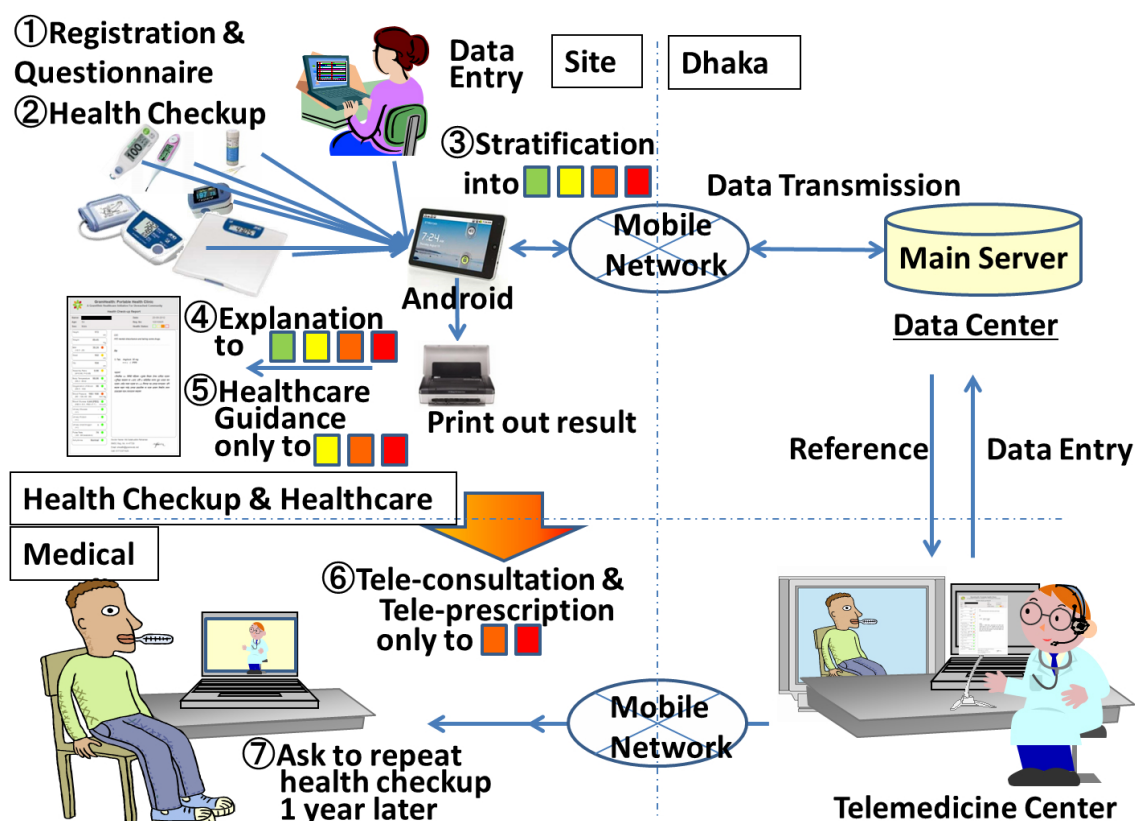 ①Registration &
Questionnaire
②Health Checkup
Data
Entry
Site
Dhaka
③Stratification
into
Data Transmission
Mobile
Network
Main Server
Data Center
Android
④Explanation
to
⑤Healthcare
Guidance
only to
Print out result
Reference
Data Entry
Health Checkup & Healthcare
Medical
⑥Tele-consultation &
Tele-prescription
only to
Mobile
Network
⑦Ask to repeat
health checkup
1 year later
Telemedicine Center